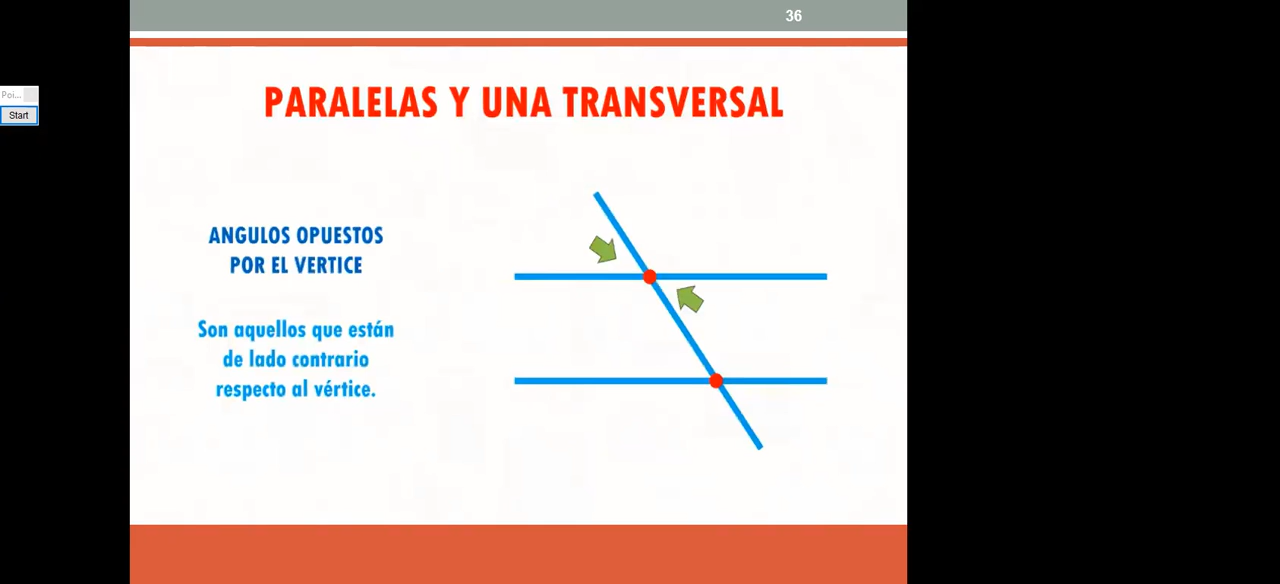 36
Poi...
Start
PARALELAS Y UNA TRANSVERSAL
ANGULOS OPUESTOS
POR EL VERTICE
Son aquellos que están
de lado contrario
respecto al vértice.